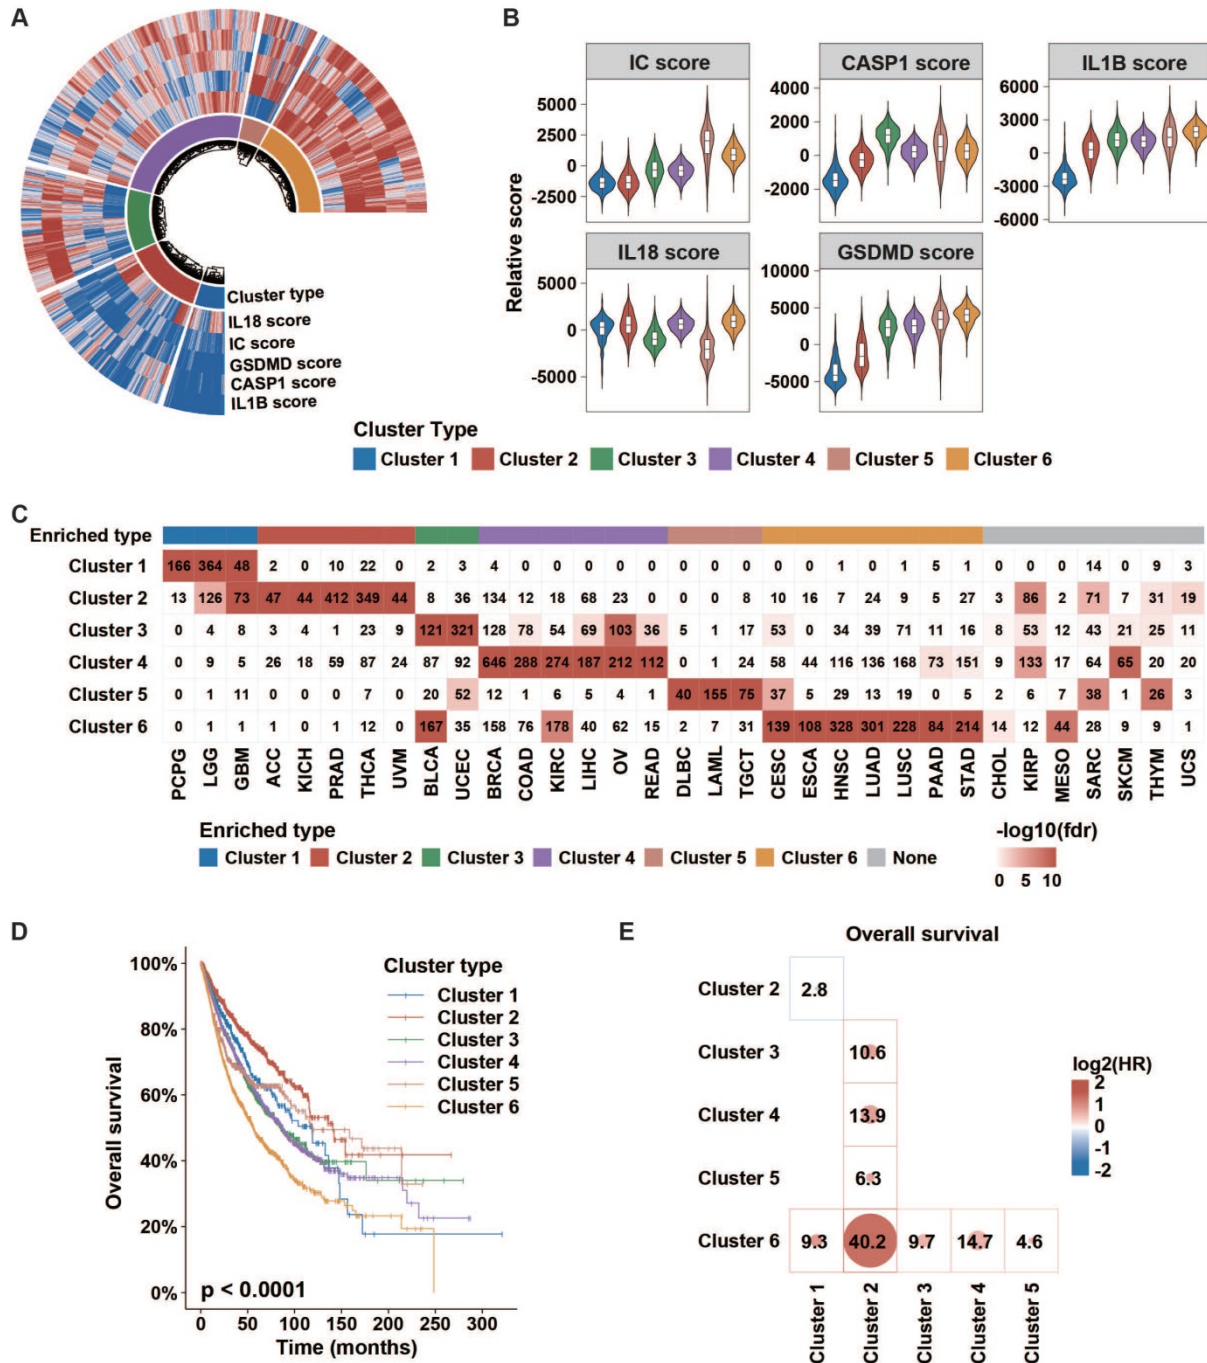 A
Cluster type
IL18 score
IC score
GSDMD score
CASP1 score
IL1B score
B
Relative score
IC score
5000
2500
0
-2500
CASP1 score
4000
2000
0
-2000
IL1B score
6000
3000
0
-3000
-6000
IL18 score
5000
0
-5000
GSDMD score
10000
5000
0
-5000
Cluster Type
Cluster 1 Cluster 2 Cluster 3 Cluster 4 Cluster 5 Cluster 6
C
Enriched type
Cluster 1 166 364 48 2 0 10 22 0 2 3 4 0 0 0 0 0 0 0 0 0 0 1 0 1 5 1 0 0 0 14 0 9 3
Cluster 2 13 126 73 47 44 412 349 44 8 36 134 12 18 68 23 0 0 0 8 10 16 7 24 9 5 27 3 86 2 71 7 31 19
Cluster 3 0 4 8 3 4 1 23 9 121 321 128 78 54 69 103 36 5 1 17 53 0 34 39 71 11 16 8 53 12 43 21 25 11
Cluster 4 0 9 5 26 18 59 87 24 87 92 646 288 274 187 212 112 0 1 24 58 44 116 136 168 73 151 9 133 17 64 65 20 20
Cluster 5 0 1 11 0 0 0 7 0 20 52 12 1 6 5 4 1 40 155 75 37 5 29 13 19 0 5 2 6 7 38 1 26 3
Cluster 6 0 1 1 1 0 1 12 0 167 35 158 76 178 40 62 15 2 7 31 139 108 328 301 228 84 214 14 12 44 28 9 9 1
PCPG LGG GBM ACC KICH PRAD THCA UVM BLCA UCEC BRCA COAD KIRC LIHC OV READ DLBC LAML TGCT CESC ESCA HNSC LUAD LUSC PAAD STAD CHOL KIRP MESO SARC SKCM THYM UCS
Enriched type
Cluster 1 Cluster 2 Cluster 3 Cluster 4 Cluster 5 Cluster 6 None
-log10(fdr)
0 5 10
D
Overall survival
100%
80%
60%
40%
20%
0%
Cluster type
Cluster 1
Cluster 2
Cluster 3
Cluster 4
Cluster 5
Cluster 6
p < 0.0001
0 50 100 150 200 250 300
Time (months)
E
Overall survival
Cluster 2 2.8
Cluster 3 10.6
Cluster 4 13.9
Cluster 5 6.3
Cluster 6 9.3 40.2 9.7 14.7 4.6
Cluster 1 Cluster 2 Cluster 3 Cluster 4 Cluster 5
log2(HR)
2
1
0
-1
-2